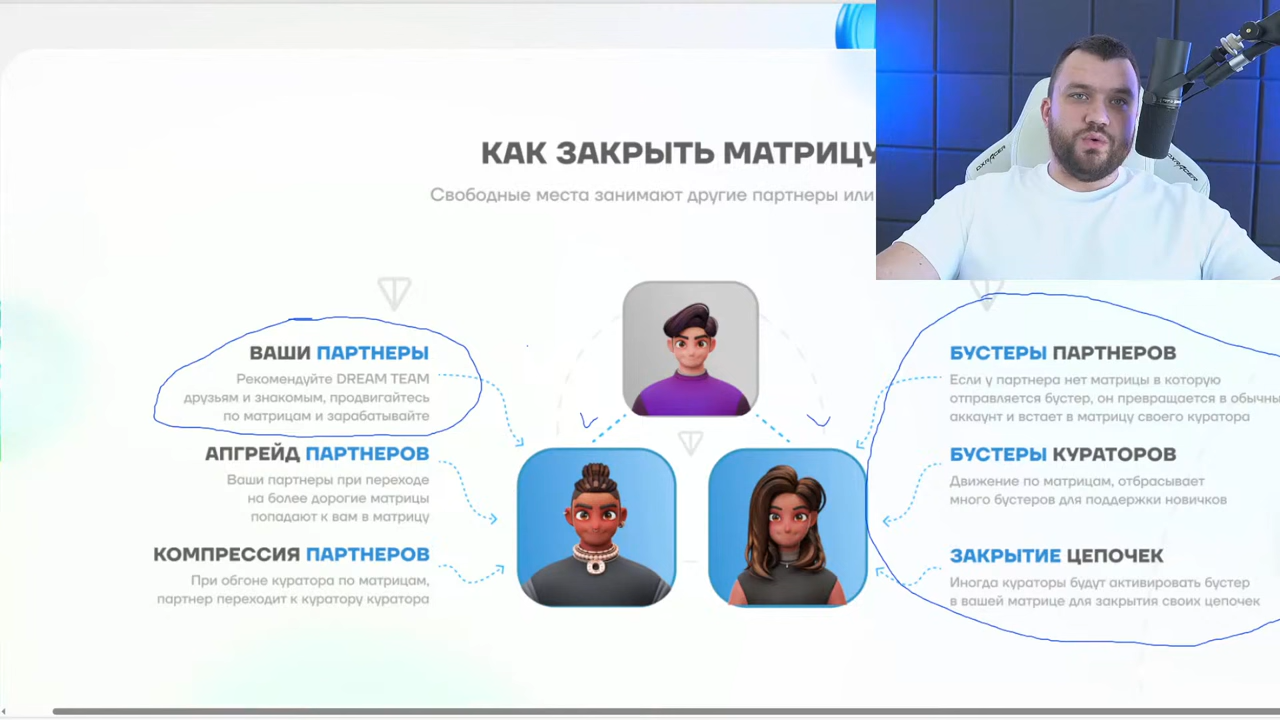 КАК ЗАКРЫТЬ МАТРИЦУ
Свободные места занимают другие партнеры или
ВАШИ ПАРТНЕРЫ
Рекомендуйте DREAM TEAM
друзьям и знакомым, продвигайтесь
по матрицам и зарабатывайте
АПГРЕЙД ПАРТНЕРОВ
Ваши партнеры при переходе
на более дорогие матрицы
попадают к вам в матрицу
КОМПРЕССИЯ ПАРТНЕРОВ
При обгоне куратора по матрицам,
партнер переходит к куратору куратора
БУСТЕРЫ ПАРТНЕРОВ
Если у партнера нет матрицы в которую
отправляется бустер, он превращается в обычны
аккаунт и встает в матрицу своего куратора
БУСТЕРЫ КУРАТОРОВ
Движение по матрицам, отбрасывает
много бустеров для поддержки новичков
ЗАКРЫТИЕ ЦЕПОЧЕК
Иногда кураторы будут активировать бустер
в вашей матрице для закрытия своих цепочек
DXRACER
DXRACER